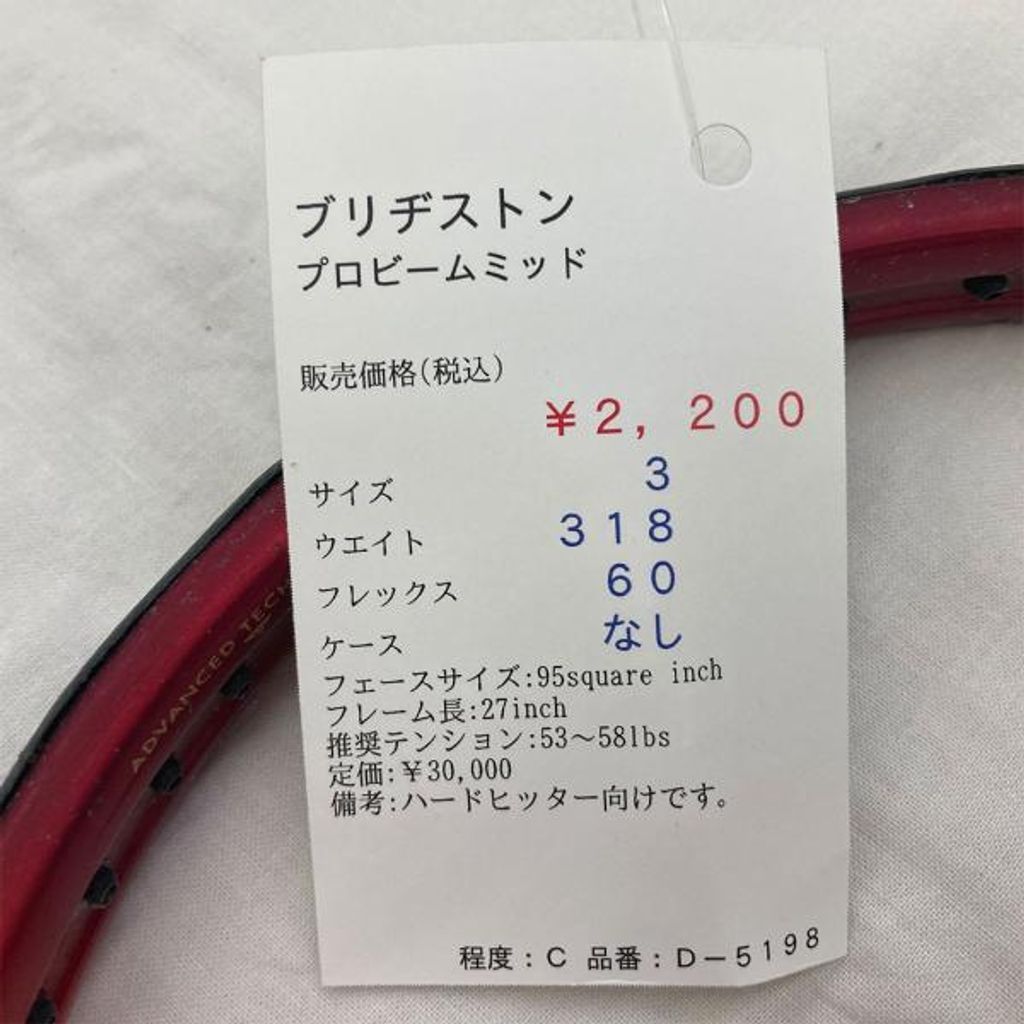 ブリヂストン
プロビームミッド
販売価格(税込)
¥2,200
サイズ 3
ウエイト 318
フレックス 60
ケース なし
フェースサイズ:95square inch
フレーム長:27inch
推奨テンション:53～58lbs
定価:¥30,000
備考:ハードヒッター向けです。
程度:C 品番:D-5198
ADVANCED TECH